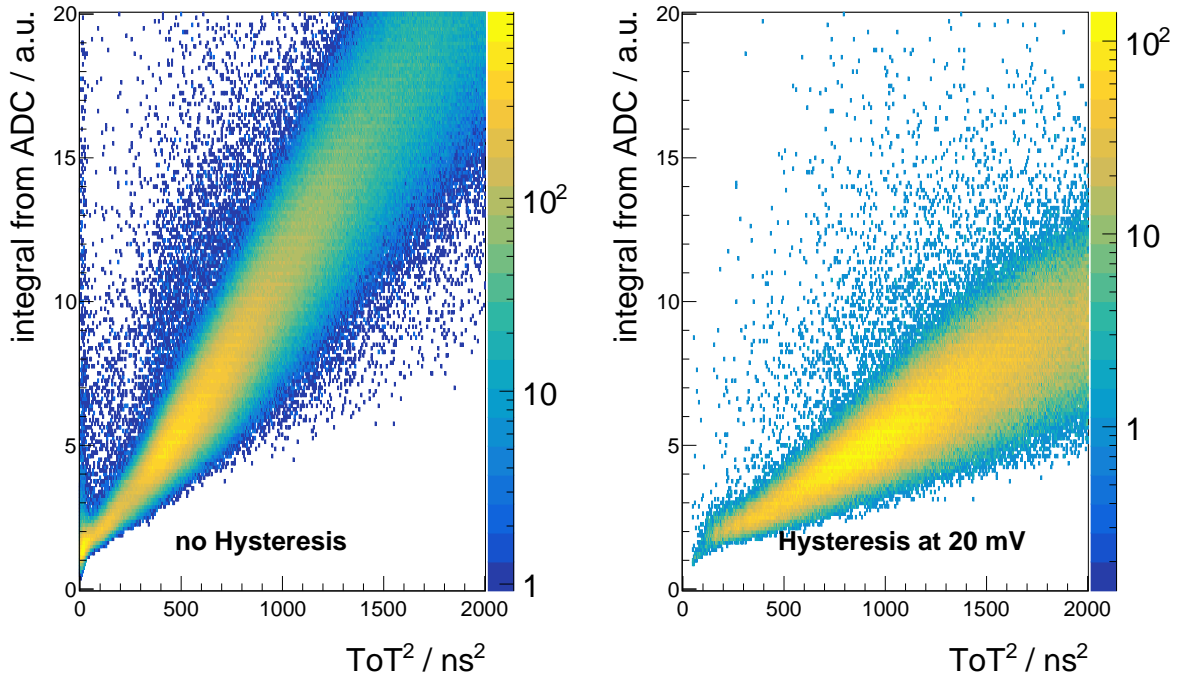 integral from ADC / a.u.
20
15
10
5
0
no Hysteresis
0 500 1000 1500 2000
ToT² / ns²
10²
10
1
integral from ADC / a.u.
20
15
10
5
0
Hysteresis at 20 mV
0 500 1000 1500 2000
ToT² / ns²
10²
10
1